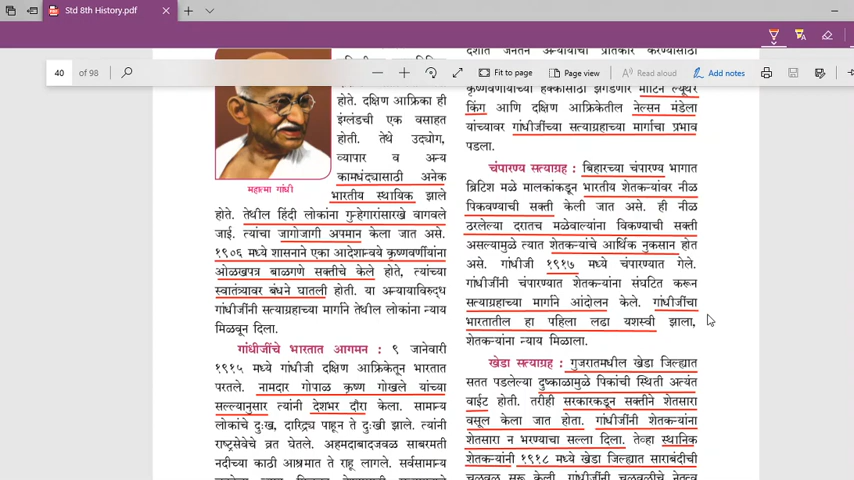 Std 8th History.pdf
40 of 98
Fit to page
Page view
Read aloud
Add notes
होते. दक्षिण आफ्रिका ही
इंग्लंडची एक वसाहत
होती. तेथे उद्योग,
व्यापार व अन्य
कामधंद्यासाठी अनेक
भारतीय स्थायिक झाले
महात्मा गांधी
होते. तेथील हिंदी लोकांना गुन्हेगारांसारखे वागवले
जाई. त्यांचा जागोजागी अपमान केला जात असे.
१९०६ मध्ये शासनाने एका आदेशान्वये कृष्णवर्णीयांना
ओळखपत्र बाळगणे सक्तीचे केले होते, त्यांच्या
स्वातंत्र्यावर बंधने घातली होती. या अन्यायाविरुद्ध
गांधीजींनी सत्याग्रहाच्या मार्गाने तेथील लोकांना न्याय
मिळवून दिला.
गांधीजींचे भारतात आगमन : ९ जानेवारी
१९१५ मध्ये गांधीजी दक्षिण आफ्रिकेतून भारतात
परतले. नामदार गोपाळ कृष्ण गोखले यांच्या
सल्ल्यानुसार त्यांनी देशभर दौरा केला. सामान्य
लोकांचे दुःख, दारिद्र्य पाहून ते दुःखी झाले. त्यांनी
राष्ट्रसेवेचे व्रत घेतले. अहमदाबादजवळ साबरमती
नदीच्या काठी आश्रमात ते राहू लागले. सर्वसामान्य
देशांत जनतेने अन्यायाचा प्रतिकार करण्यासाठी
कृष्णवर्णीयांच्या हक्कांसाठी झगडणारे मार्टिन ल्यूथर
किंग आणि दक्षिण आफ्रिकेतील नेल्सन मंडेला
यांच्यावर गांधीजींच्या सत्याग्रहाच्या मार्गाचा प्रभाव
पडला.
चंपारण्य सत्याग्रह : बिहारच्या चंपारण्य भागात
ब्रिटिश मळे मालकांकडून भारतीय शेतकऱ्यांवर नीळ
पिकवण्याची सक्ती केली जात असे. ही नीळ
ठरलेल्या दरातच मळेवाल्यांना विकण्याची सक्ती
असल्यामुळे त्यात शेतकऱ्यांचे आर्थिक नुकसान होत
असे. गांधीजी १९१७ मध्ये चंपारण्यात गेले.
गांधीजींनी चंपारण्यात शेतकऱ्यांना संघटित करून
सत्याग्रहाच्या मार्गाने आंदोलन केले. गांधीजींचा
भारतातील हा पहिला लढा यशस्वी झाला,
शेतकऱ्यांना न्याय मिळाला.
खेडा सत्याग्रह : गुजरातमधील खेडा जिल्ह्यात
सतत पडलेल्या दुष्काळामुळे पिकांची स्थिती अत्यंत
वाईट होती. तरीही सरकारकडून सक्तीने शेतसारा
वसूल केला जात होता. गांधीजींनी शेतकऱ्यांना
शेतसारा न भरण्याचा सल्ला दिला. तेव्हा स्थानिक
शेतकऱ्यांनी १९१८ मध्ये खेडा जिल्ह्यात साराबंदीची
चळवळ सुरू केली. गांधीजींनी चळवळीचे नेतृत्व